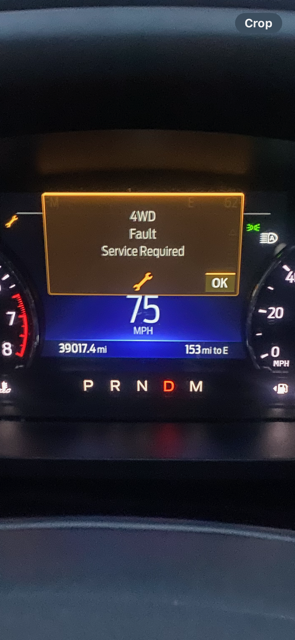 Crop
4WD
Fault
Service Required
OK
75
MPH
7
8
40
20
0
MPH
39017.4 mi
153 mi to E
P R N D M